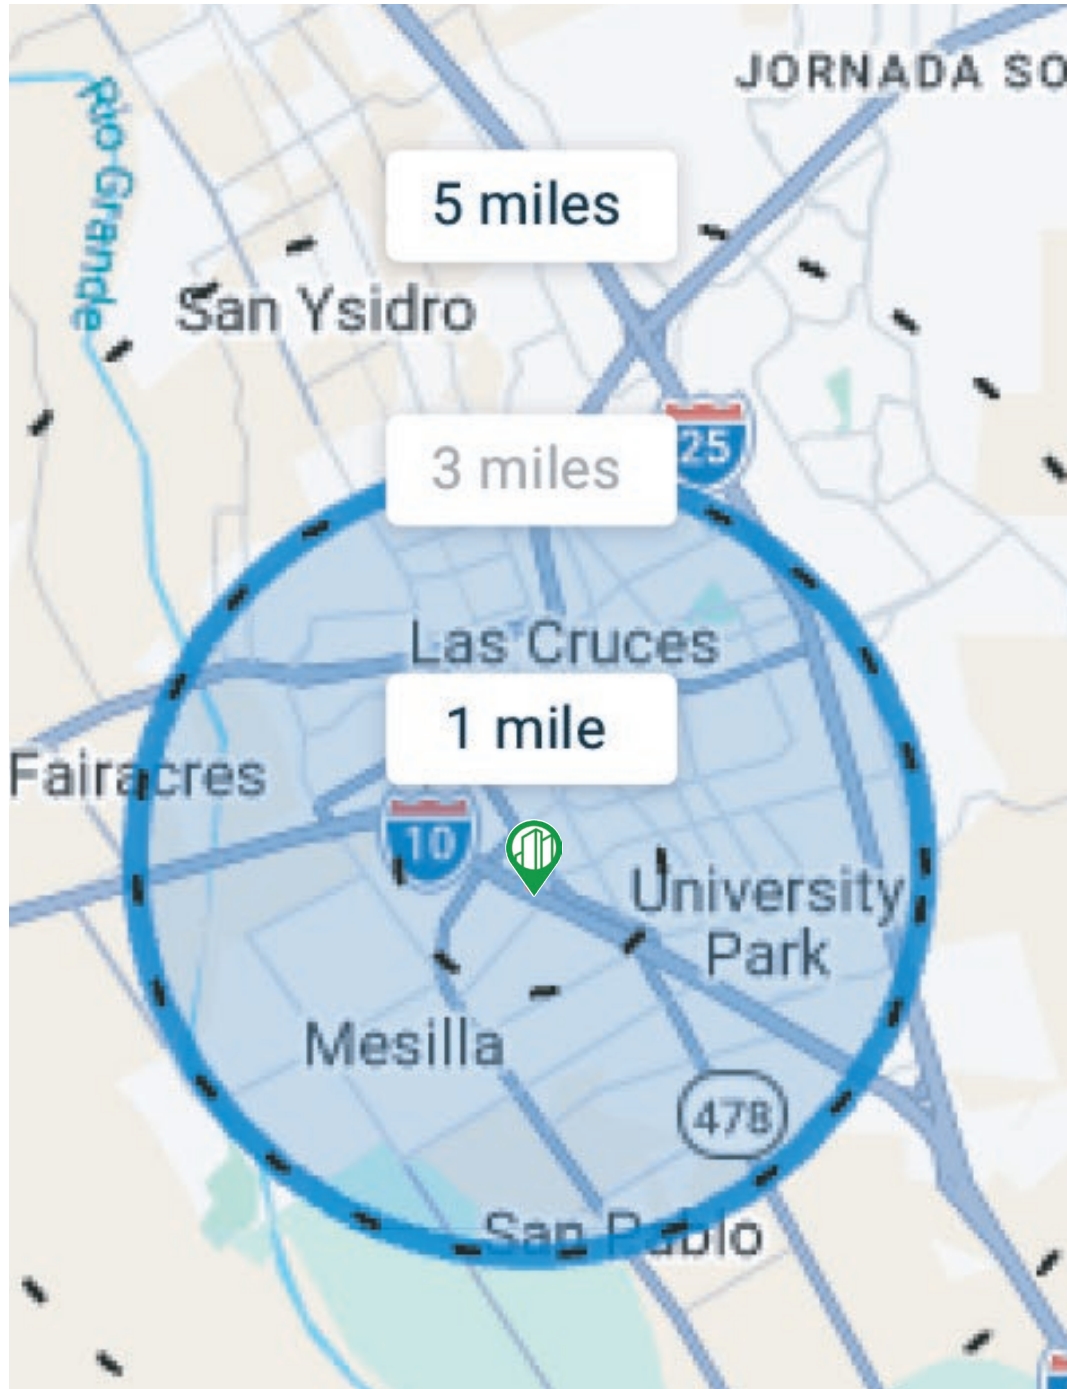 JORNADA SO
Rio Grande
5 miles
San Ysidro
25
3 miles
Las Cruces
1 mile
Fairacres
10
University
Park
Mesilla
478
San Pablo